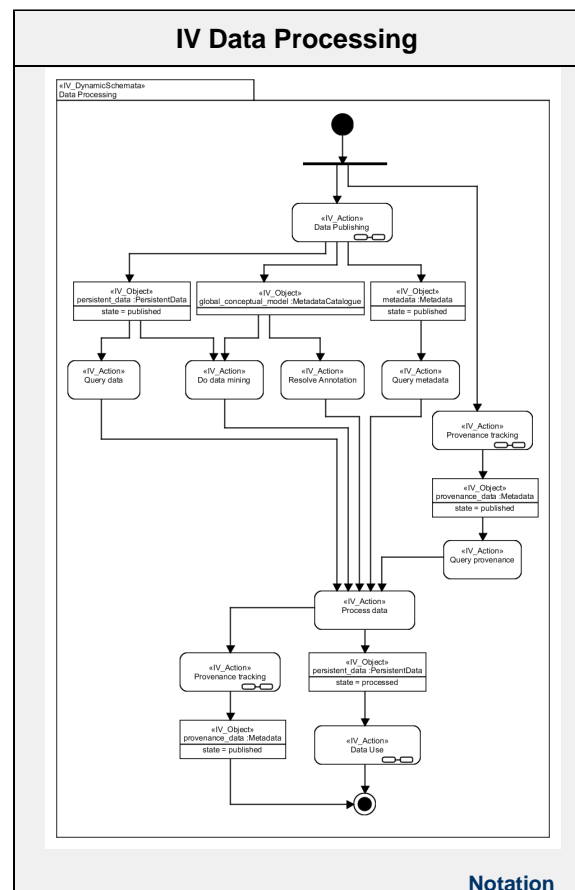 IV Data Processing
«IV_DynamicSchemata»
Data Processing
«IV_Action»
Data Publishing
«IV_Object»
persistent_data :PersistentData
state = published
«IV_Object»
global_conceptual_model :MetadataCatalogue
«IV_Object»
metadata :Metadata
state = published
«IV_Action»
Query data
«IV_Action»
Do data mining
«IV_Action»
Resolve Annotation
«IV_Action»
Query metadata
«IV_Action»
Provenance tracking
«IV_Object»
provenance_data :Metadata
state = published
«IV_Action»
Query provenance
«IV_Action»
Process data
«IV_Action»
Provenance tracking
«IV_Object»
persistent_data :PersistentData
state = processed
«IV_Object»
provenance_data :Metadata
state = published
«IV_Action»
Data Use
Notation